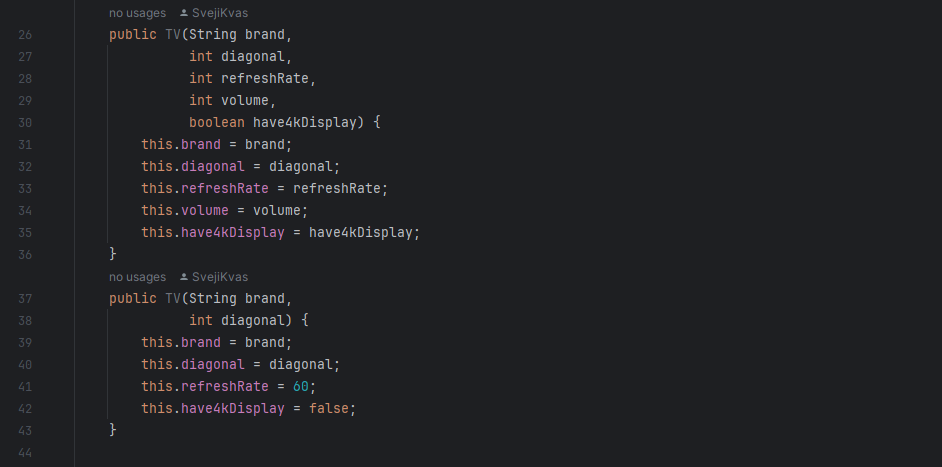 no usages SvejiKvas
26 public TV(String brand,
27 int diagonal,
28 int refreshRate,
29 int volume,
30 boolean have4kDisplay) {
31 this.brand = brand;
32 this.diagonal = diagonal;
33 this.refreshRate = refreshRate;
34 this.volume = volume;
35 this.have4kDisplay = have4kDisplay;
36 }
no usages SvejiKvas
37 public TV(String brand,
38 int diagonal) {
39 this.brand = brand;
40 this.diagonal = diagonal;
41 this.refreshRate = 60;
42 this.have4kDisplay = false;
43 }
44